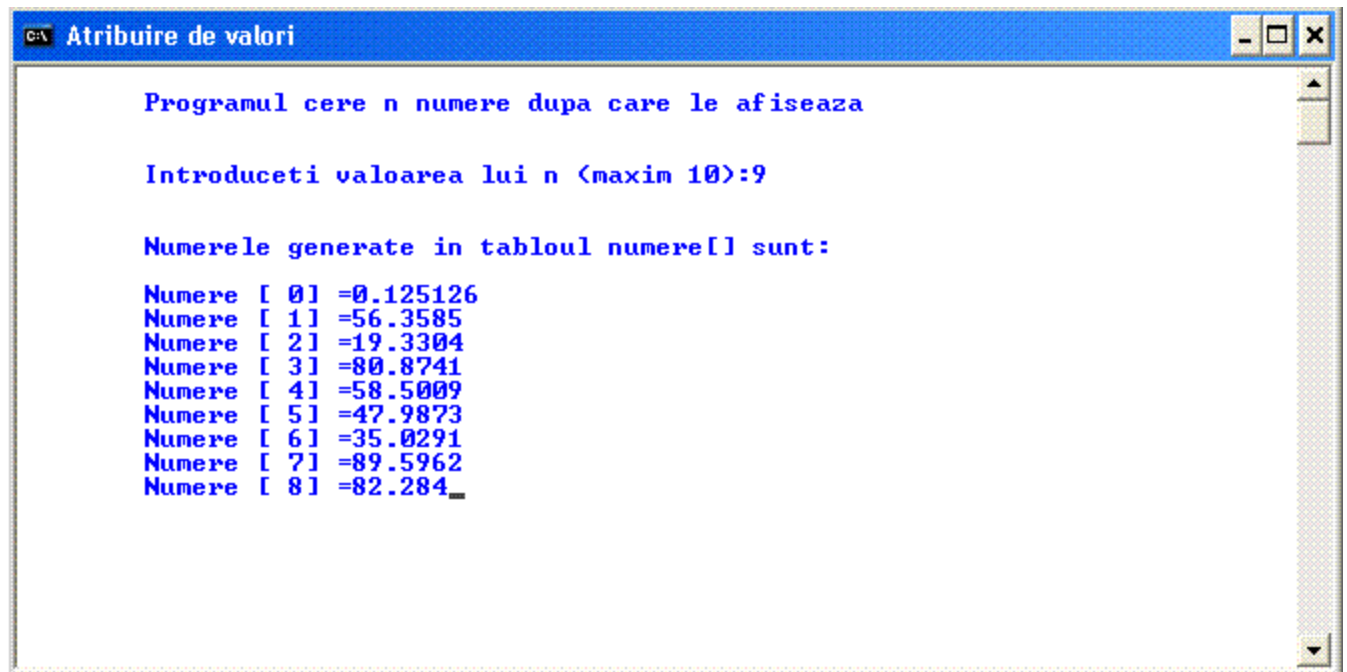 Atribuire de valori
Programul cere n numere dupa care le afiseaza
Introduceti valoarea lui n (maxim 10):9
Numerele generate in tabloul numere[] sunt:
Numere [ 0] =0.125126
Numere [ 1] =56.3585
Numere [ 2] =19.3304
Numere [ 3] =80.8741
Numere [ 4] =58.5009
Numere [ 5] =47.9873
Numere [ 6] =35.0291
Numere [ 7] =89.5962
Numere [ 8] =82.284_